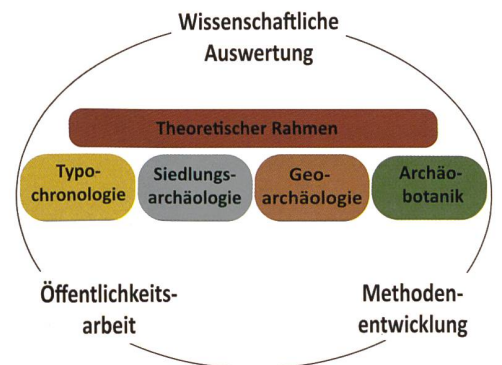 Wissenschaftliche
Auswertung
Theoretischer Rahmen
Typo-
chronologie
Siedlungs-
archäologie
Geo-
archäologie
Archäo-
botanik
Öffentlichkeits-
arbeit
Methoden-
entwicklung